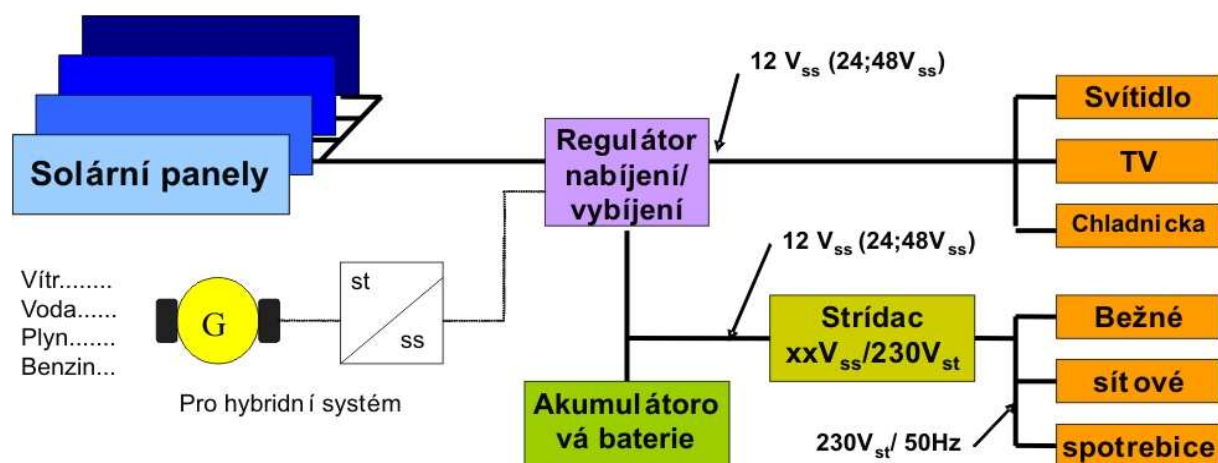 12 Vss (24;48Vss)
Solární panely
Regulátor
nabíjení/
vybíjení
Svítidlo
TV
Chladnicka
12 Vss (24;48Vss)
Vítr........
Voda......
Plyn.......
Benzin...
G
st
ss
Pro hybridní systém
Strídac
xxVss/230Vst
Akumulátoro
vá baterie
Bežné
sítové
spotrebice
230Vst/ 50Hz